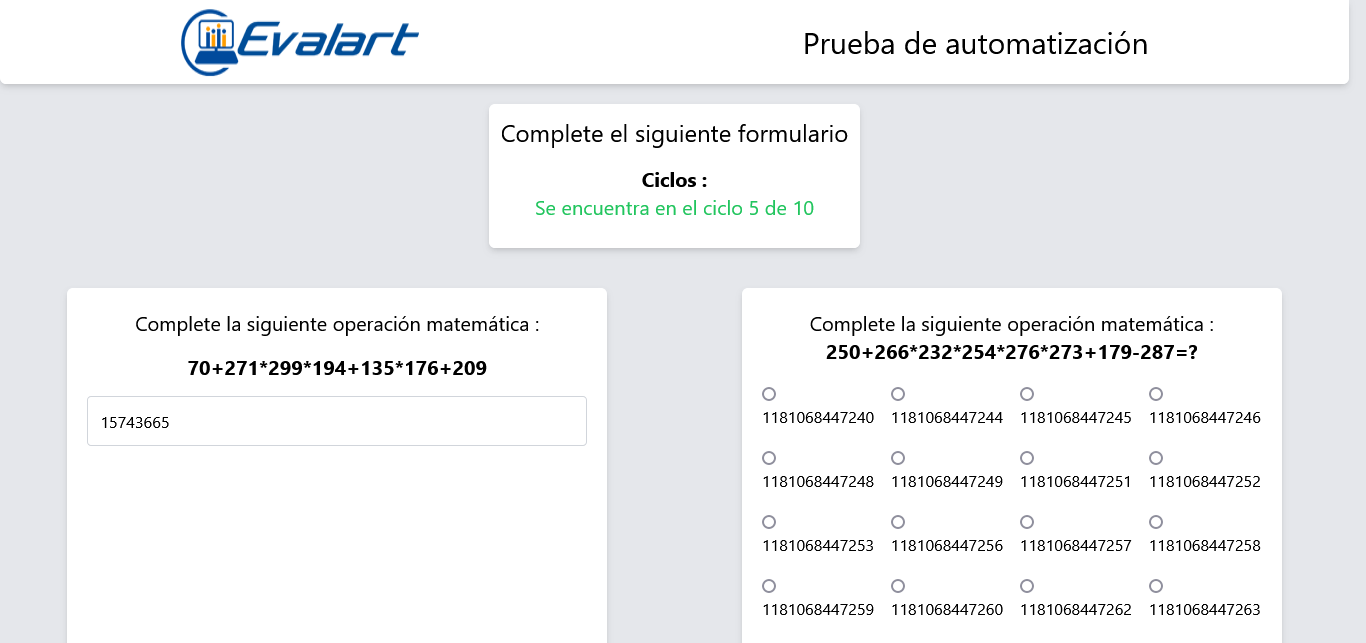 Evalart
Prueba de automatización
Complete el siguiente formulario
Ciclos :
Se encuentra en el ciclo 5 de 10
Complete la siguiente operación matemática :
70+271*299*194+135*176+209
15743665
Complete la siguiente operación matemática :
250+266*232*254*276*273+179-287=?
1181068447240 1181068447244 1181068447245 1181068447246
1181068447248 1181068447249 1181068447251 1181068447252
1181068447253 1181068447256 1181068447257 1181068447258
1181068447259 1181068447260 1181068447262 1181068447263